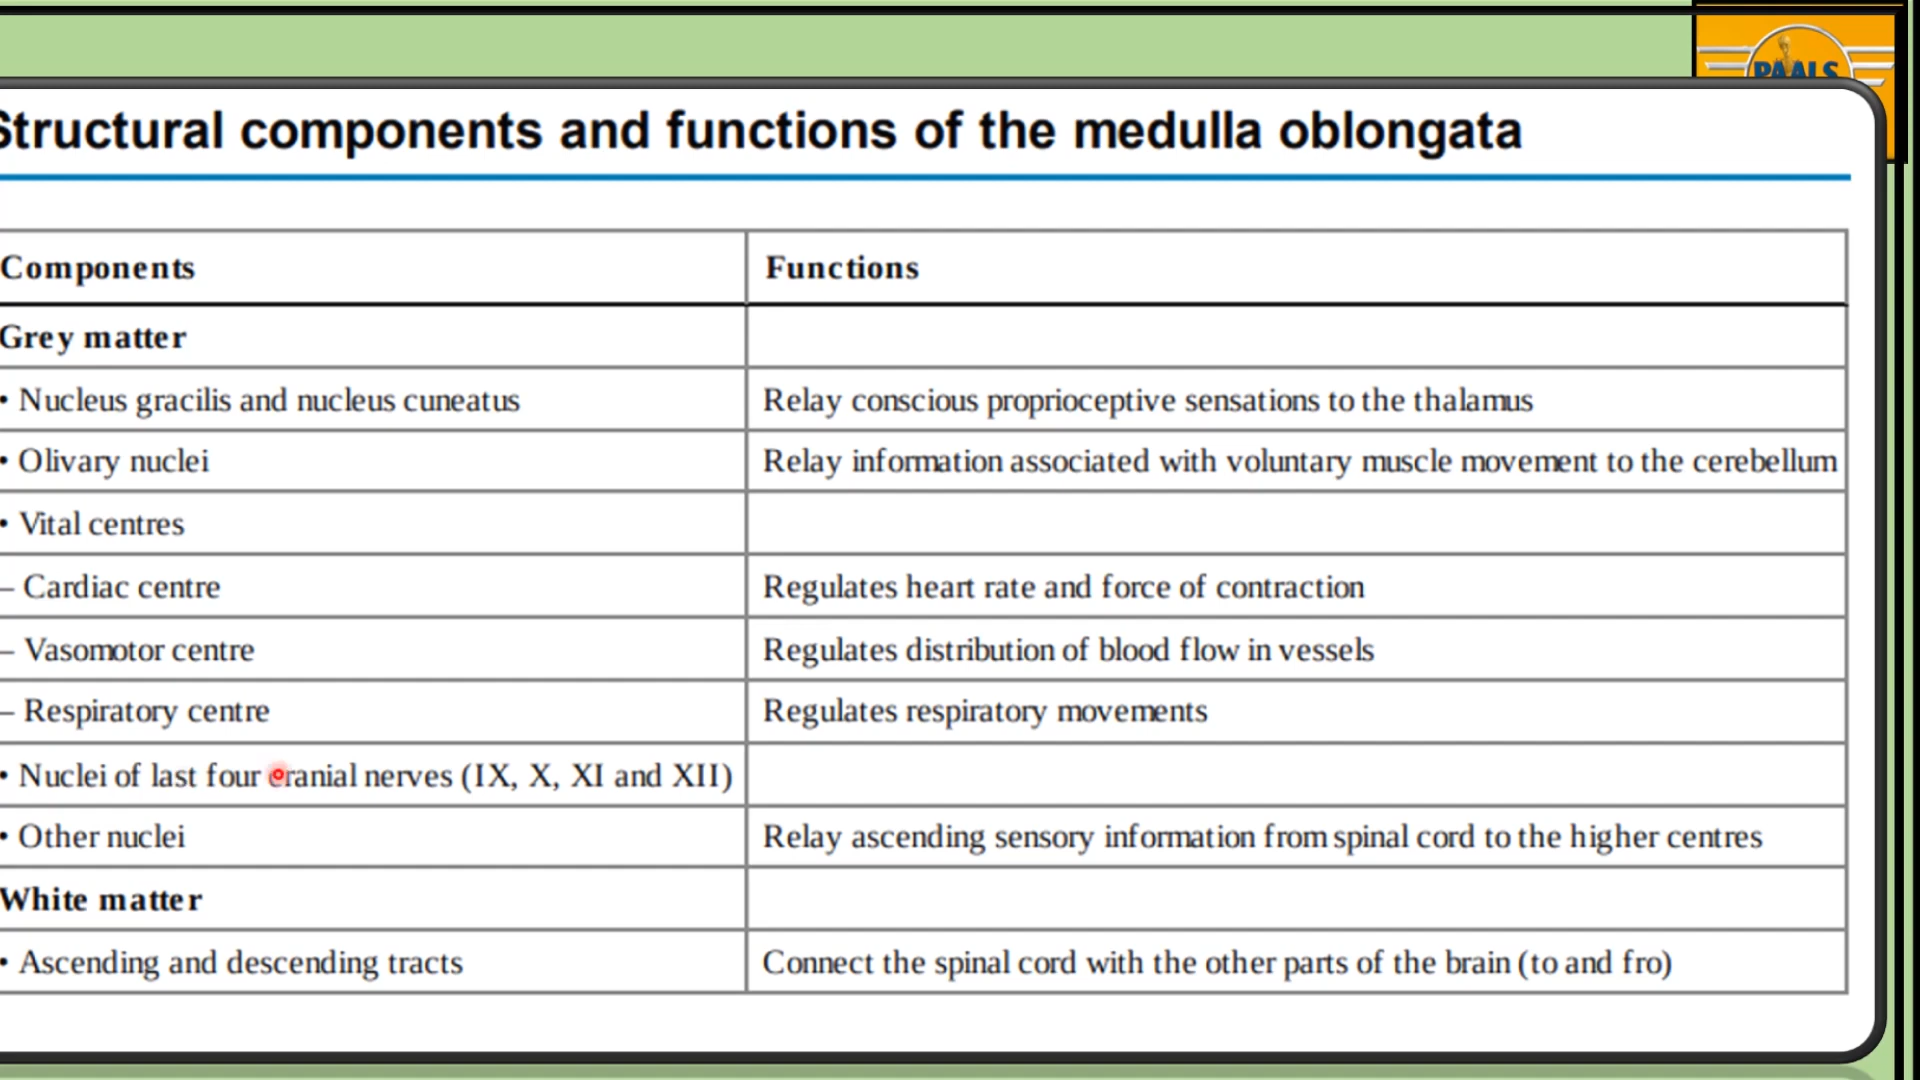 PAALS
Structural components and functions of the medulla oblongata
Components Functions
Grey matter
• Nucleus gracilis and nucleus cuneatus Relay conscious proprioceptive sensations to the thalamus
• Olivary nuclei Relay information associated with voluntary muscle movement to the cerebellum
• Vital centres
– Cardiac centre Regulates heart rate and force of contraction
– Vasomotor centre Regulates distribution of blood flow in vessels
– Respiratory centre Regulates respiratory movements
• Nuclei of last four cranial nerves (IX, X, XI and XII)
• Other nuclei Relay ascending sensory information from spinal cord to the higher centres
White matter
• Ascending and descending tracts Connect the spinal cord with the other parts of the brain (to and fro)